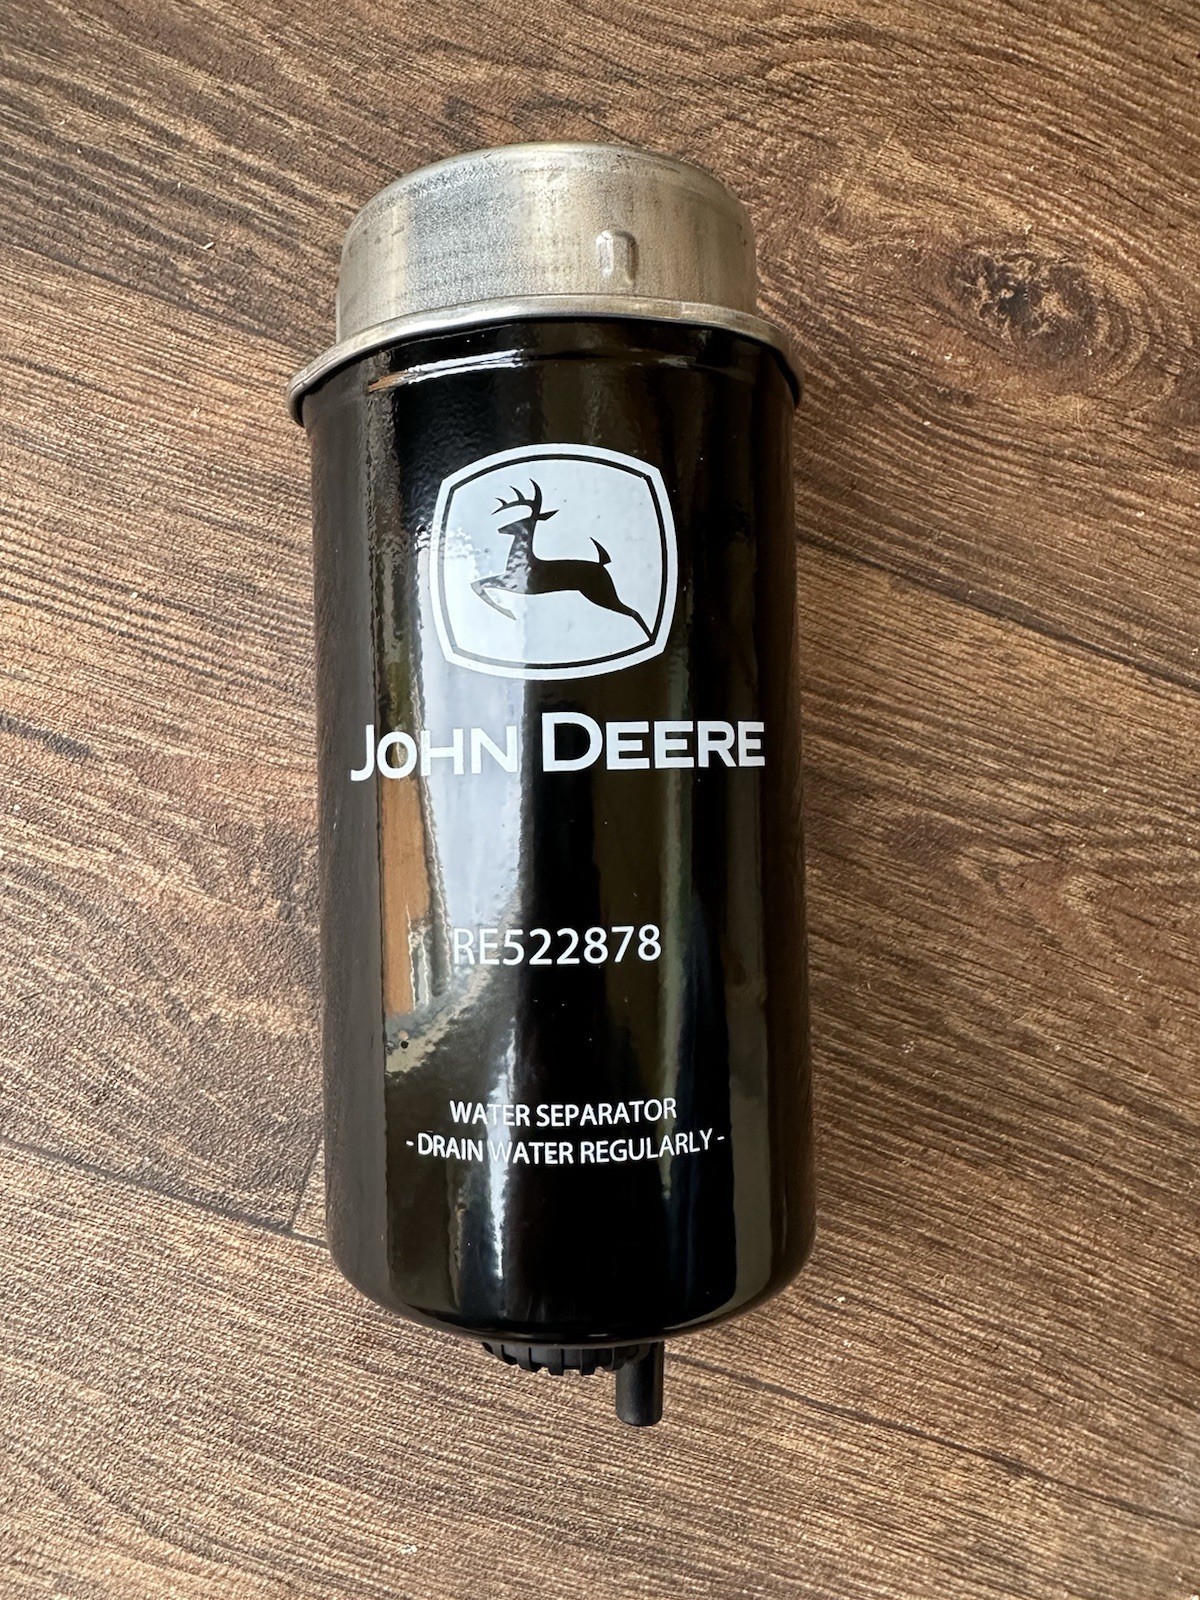 JOHN DEERE
RE522878
WATER SEPARATOR
- DRAIN WATER REGULARLY -